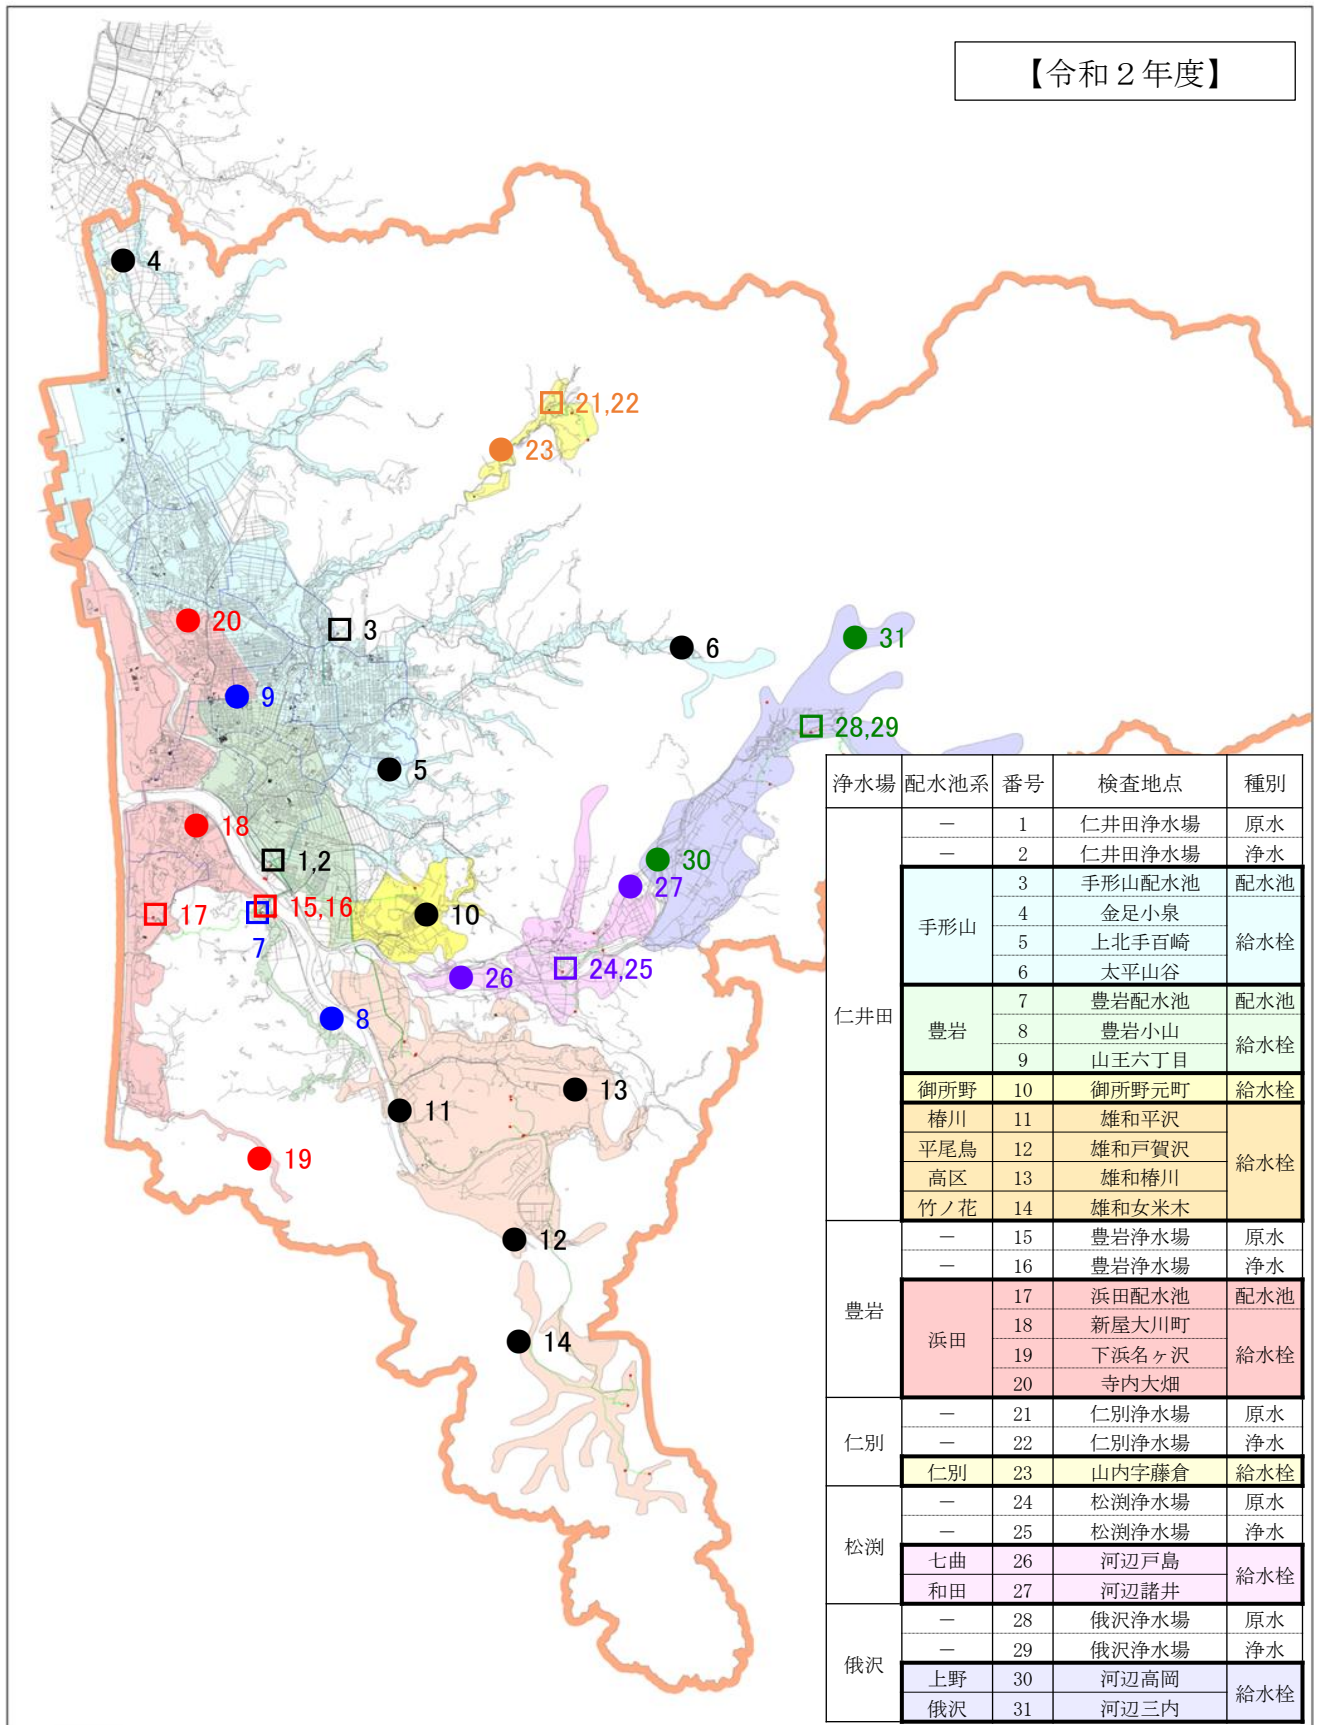 【令和２年度】
4
21,22
23
20
3
6
31
9
28,29
5
18
1,2
30
27
17
15,16
7
10
26
24,25
8
13
11
19
12
14
浄水場 配水池系 番号 検査地点 種別
仁井田 － 1 仁井田浄水場 原水
－ 2 仁井田浄水場 浄水
手形山 3 手形山配水池 配水池
4 金足小泉 給水栓
5 上北手百崎
6 太平山谷
豊岩 7 豊岩配水池 配水池
8 豊岩小山 給水栓
9 山王六丁目
御所野 10 御所野元町 給水栓
椿川 11 雄和平沢 給水栓
平尾鳥 12 雄和戸賀沢
高区 13 雄和椿川
竹ノ花 14 雄和女米木
豊岩 － 15 豊岩浄水場 原水
－ 16 豊岩浄水場 浄水
浜田 17 浜田配水池 配水池
18 新屋大川町 給水栓
19 下浜名ヶ沢
20 寺内大畑
仁別 － 21 仁別浄水場 原水
－ 22 仁別浄水場 浄水
仁別 23 山内字藤倉 給水栓
松渕 － 24 松渕浄水場 原水
－ 25 松渕浄水場 浄水
七曲 26 河辺戸島 給水栓
和田 27 河辺諸井
俄沢 － 28 俄沢浄水場 原水
－ 29 俄沢浄水場 浄水
上野 30 河辺高岡 給水栓
俄沢 31 河辺三内